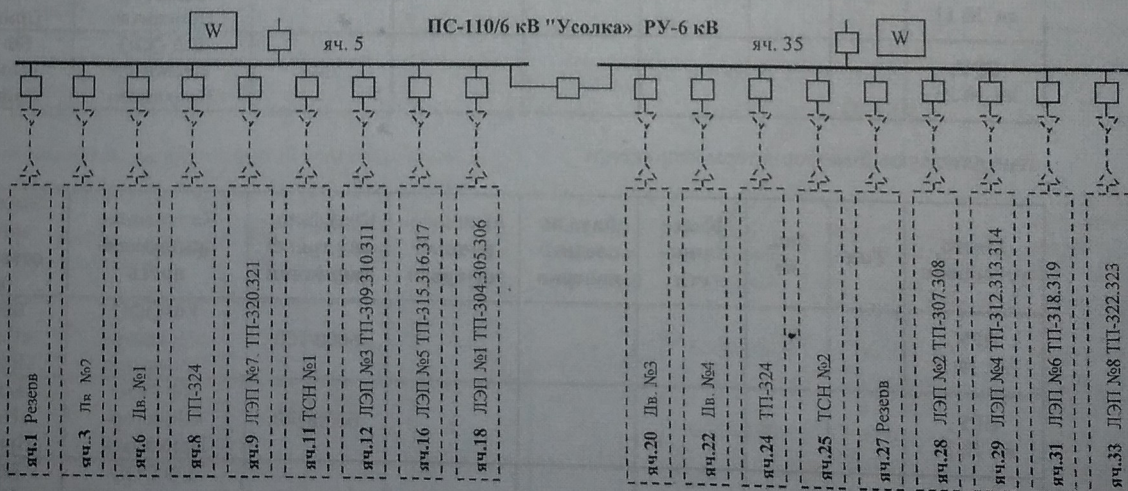 ПС-110/6 кВ "Усолка» РУ-6 кВ
W
яч. 5
яч. 35
W
яч.1 Резерв
яч.3 Дв №2
яч.6 Дв.№1
яч.8 ТП-324
яч.9 ЛЭП №7. ТП-320.321
яч.11 ТСН №1
яч.12 ЛЭП №3 ТП-309.310.311
яч.16 ЛЭП №5 ТП-315.316.317
яч.18 ЛЭП №1 ТП-304.305.306
яч.20 Дв. №3
яч.22 Дв. №4
яч.24 ТП-324
яч.25 ТСН №2
яч.27 Резерв
яч.28 ЛЭП №2 ТП-307.308
яч.29 ЛЭП №4 ТП-312.313.314
яч.31 ЛЭП №6 ТП-318.319
яч.33 ЛЭП №8 ТП-322.323